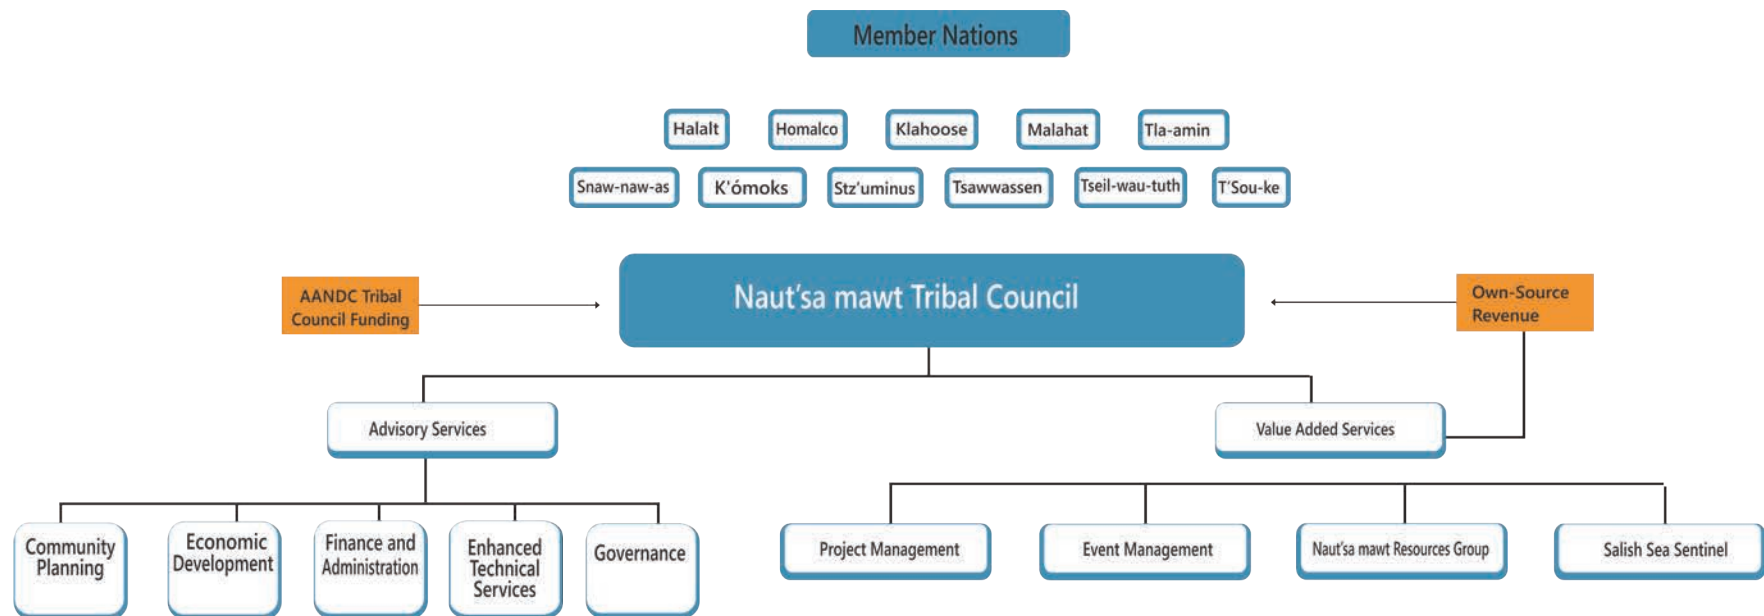 Member Nations
Halalt
Homalco
Klahoose
Malahat
Tla-amin
Snaw-naw-as
K'ómoks
Stz'uminus
Tsawwassen
Tseil-wau-tuth
T'Sou-ke
AANDC Tribal
Council Funding
Naut'sa mawt Tribal Council
Own-Source
Revenue
Advisory Services
Value Added Services
Community
Planning
Economic
Development
Finance and
Administration
Enhanced
Technical
Services
Governance
Project Management
Event Management
Naut'sa mawt Resources Group
Salish Sea Sentinel